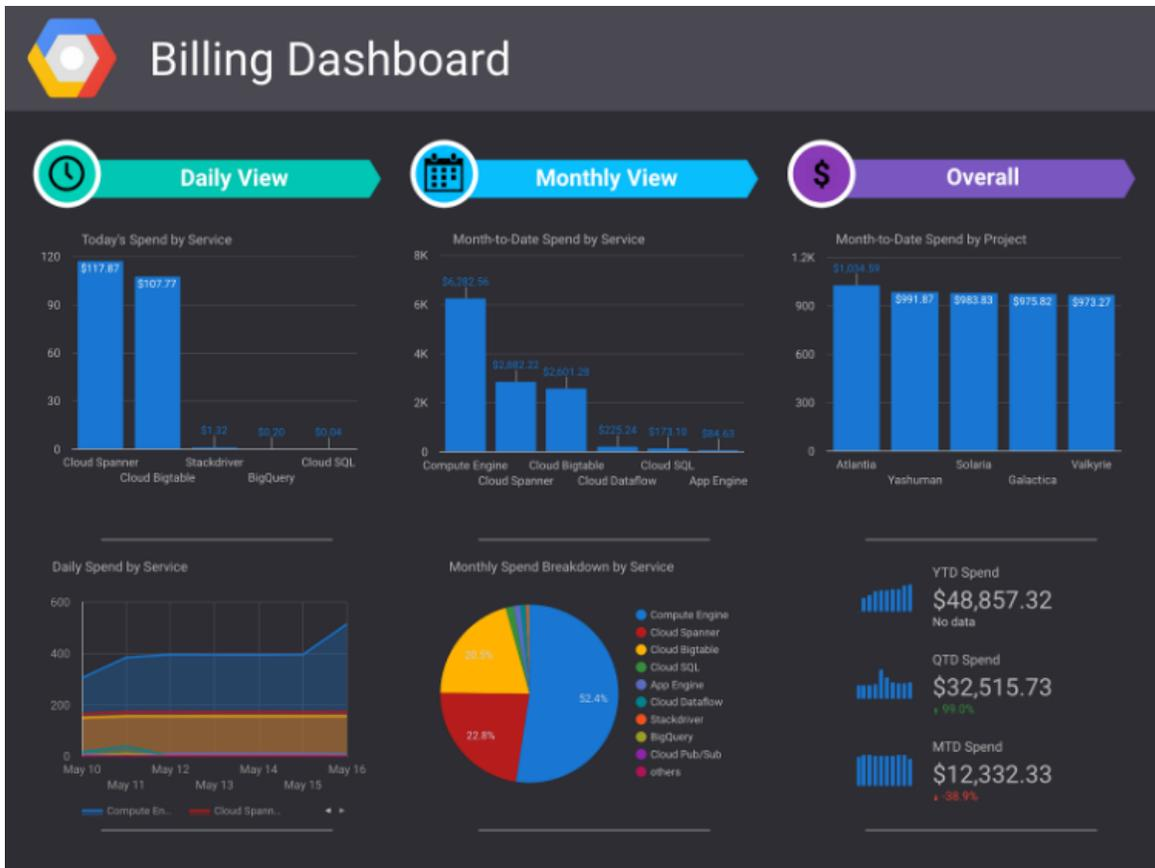 Billing Dashboard
Daily View
Monthly View
Overall
Today's Spend by Service
120
90
60
30
0
$117.87
$107.77
$1.32
$0.20
$0.04
Cloud Spanner
Cloud Bigtable
Stackdriver
BigQuery
Cloud SQL
Month-to-Date Spend by Service
8K
6K
4K
2K
0
$6,282.56
$2,882.22
$2,601.28
$225.24
$173.10
$84.63
Compute Engine
Cloud Spanner
Cloud Bigtable
Cloud Dataflow
Cloud SQL
App Engine
Month-to-Date Spend by Project
1.2K
900
600
300
0
$1,034.59
$991.87
$983.83
$975.82
$973.27
Atlantia
Yashuman
Solaria
Galactica
Valkyrie
Daily Spend by Service
600
400
200
0
May 10
May 11
May 12
May 13
May 14
May 15
May 16
Compute En..
Cloud Spann..
Monthly Spend Breakdown by Service
52.4%
22.8%
20.5%
Compute Engine
Cloud Spanner
Cloud Bigtable
Cloud SQL
App Engine
Cloud Dataflow
Stackdriver
BigQuery
Cloud Pub/Sub
others
$
YTD Spend
$48,857.32
No data
QTD Spend
$32,515.73
99.0%
MTD Spend
$12,332.33
-38.9%